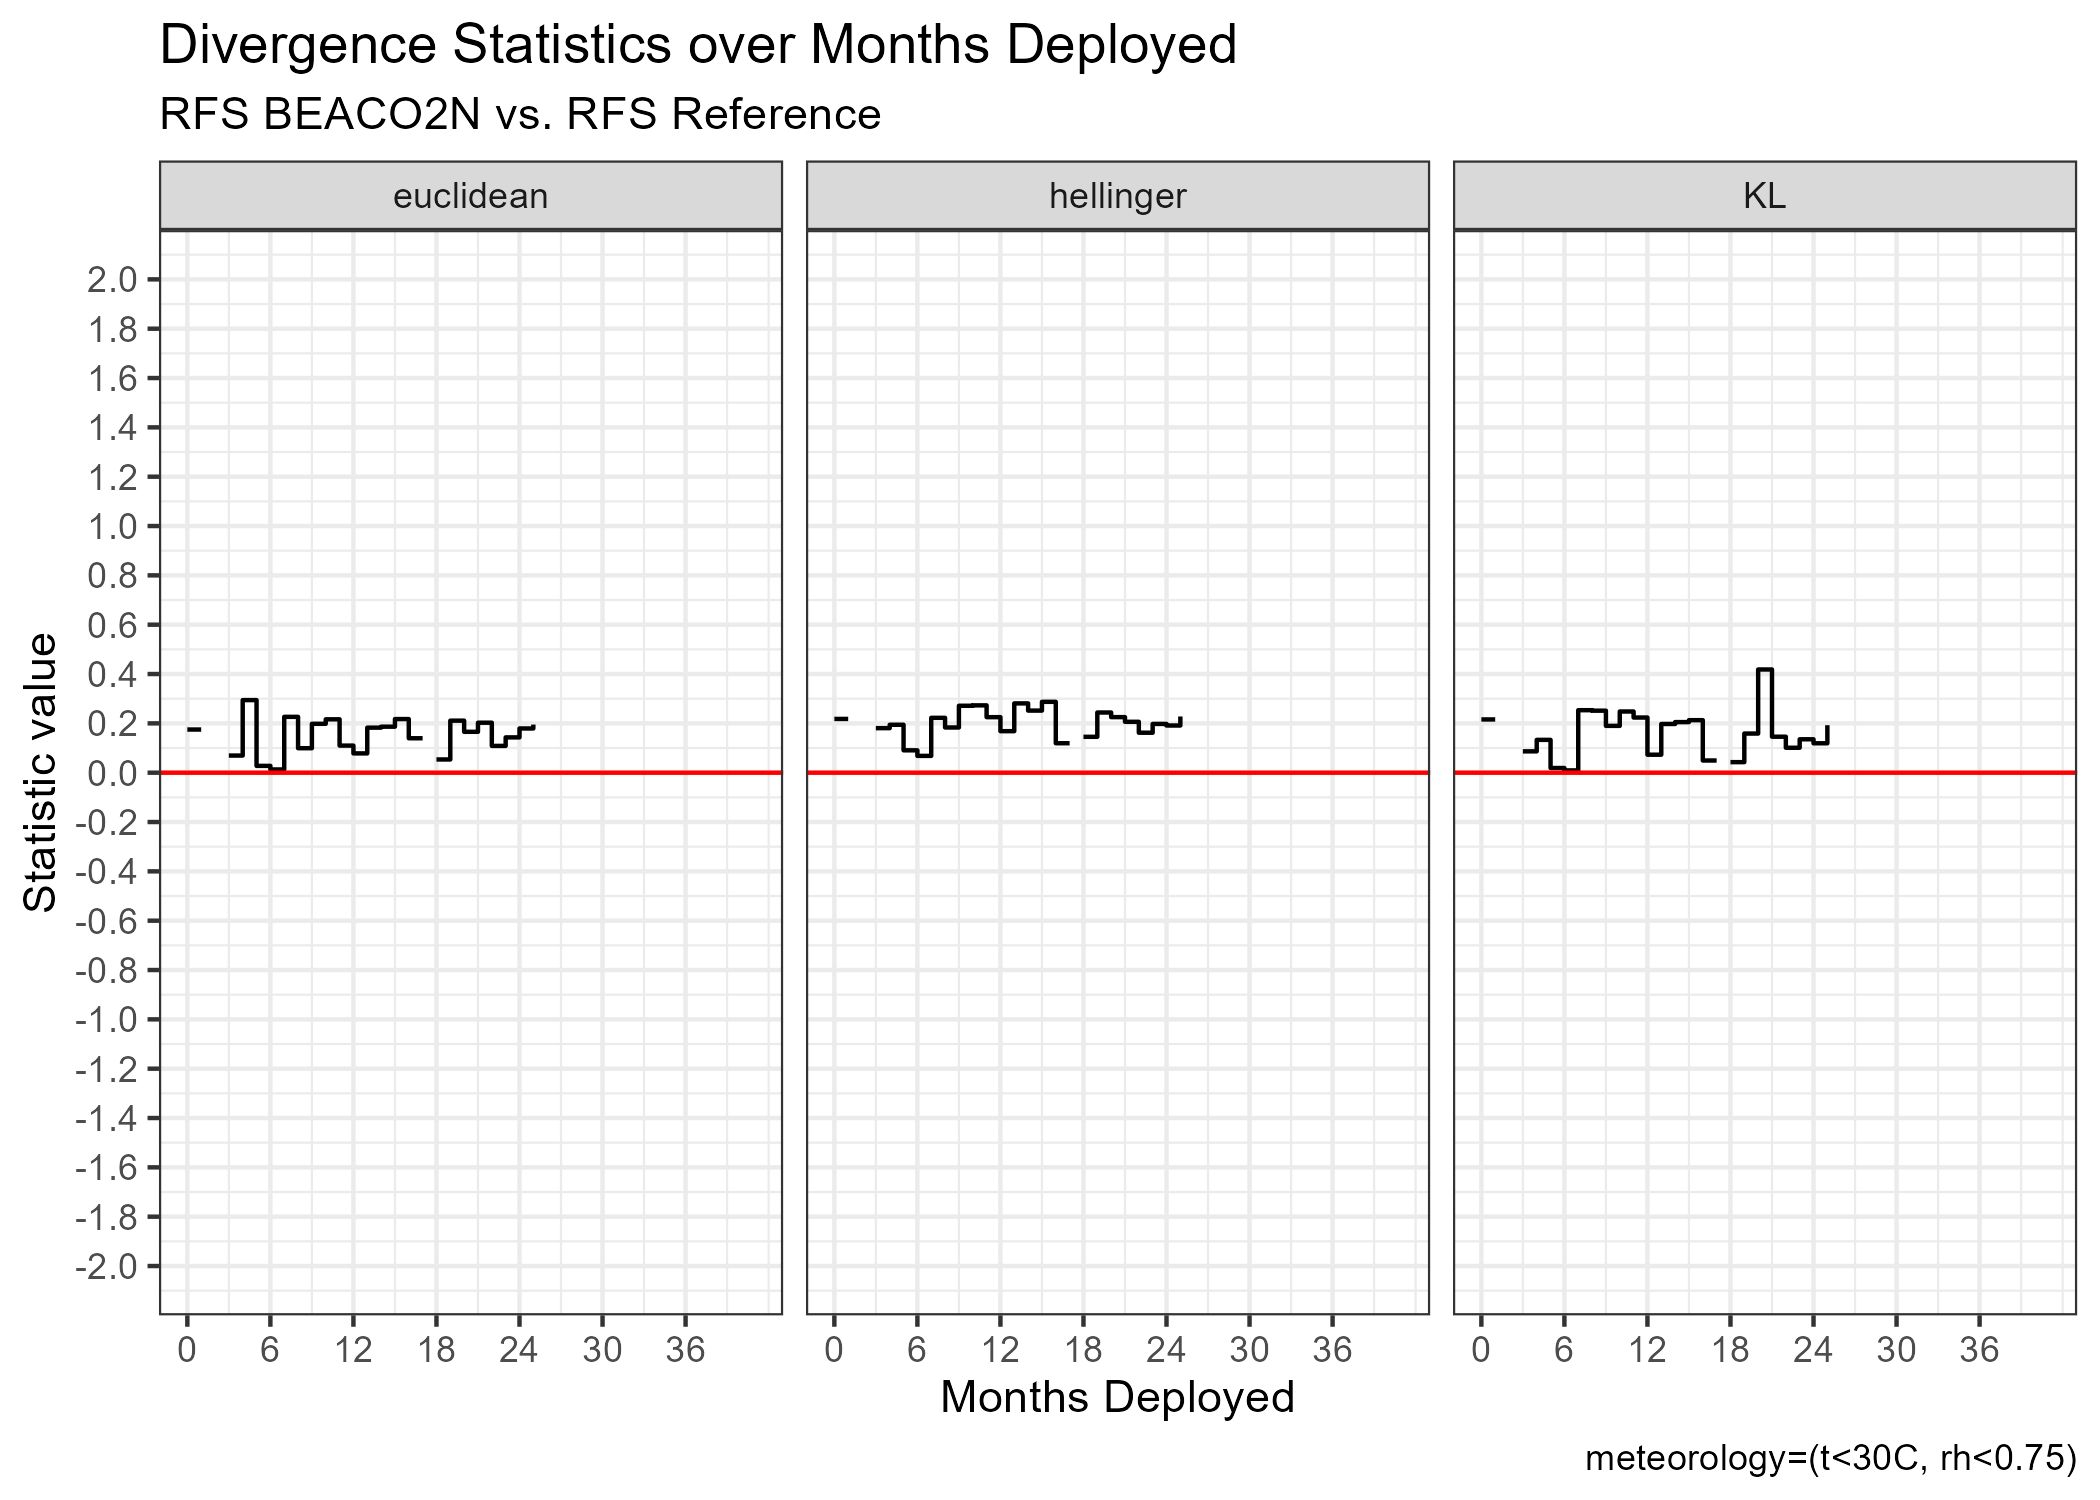 Divergence Statistics over Months Deployed
RFS BEACO2N vs. RFS Reference
euclidean
hellinger
KL
Statistic value
2.0
1.8
1.6
1.4
1.2
1.0
0.8
0.6
0.4
0.2
0.0
-0.2
-0.4
-0.6
-0.8
-1.0
-1.2
-1.4
-1.6
-1.8
-2.0
0 6 12 18 24 30 36
0 6 12 18 24 30 36
0 6 12 18 24 30 36
Months Deployed
meteorology=(t<30C, rh<0.75)